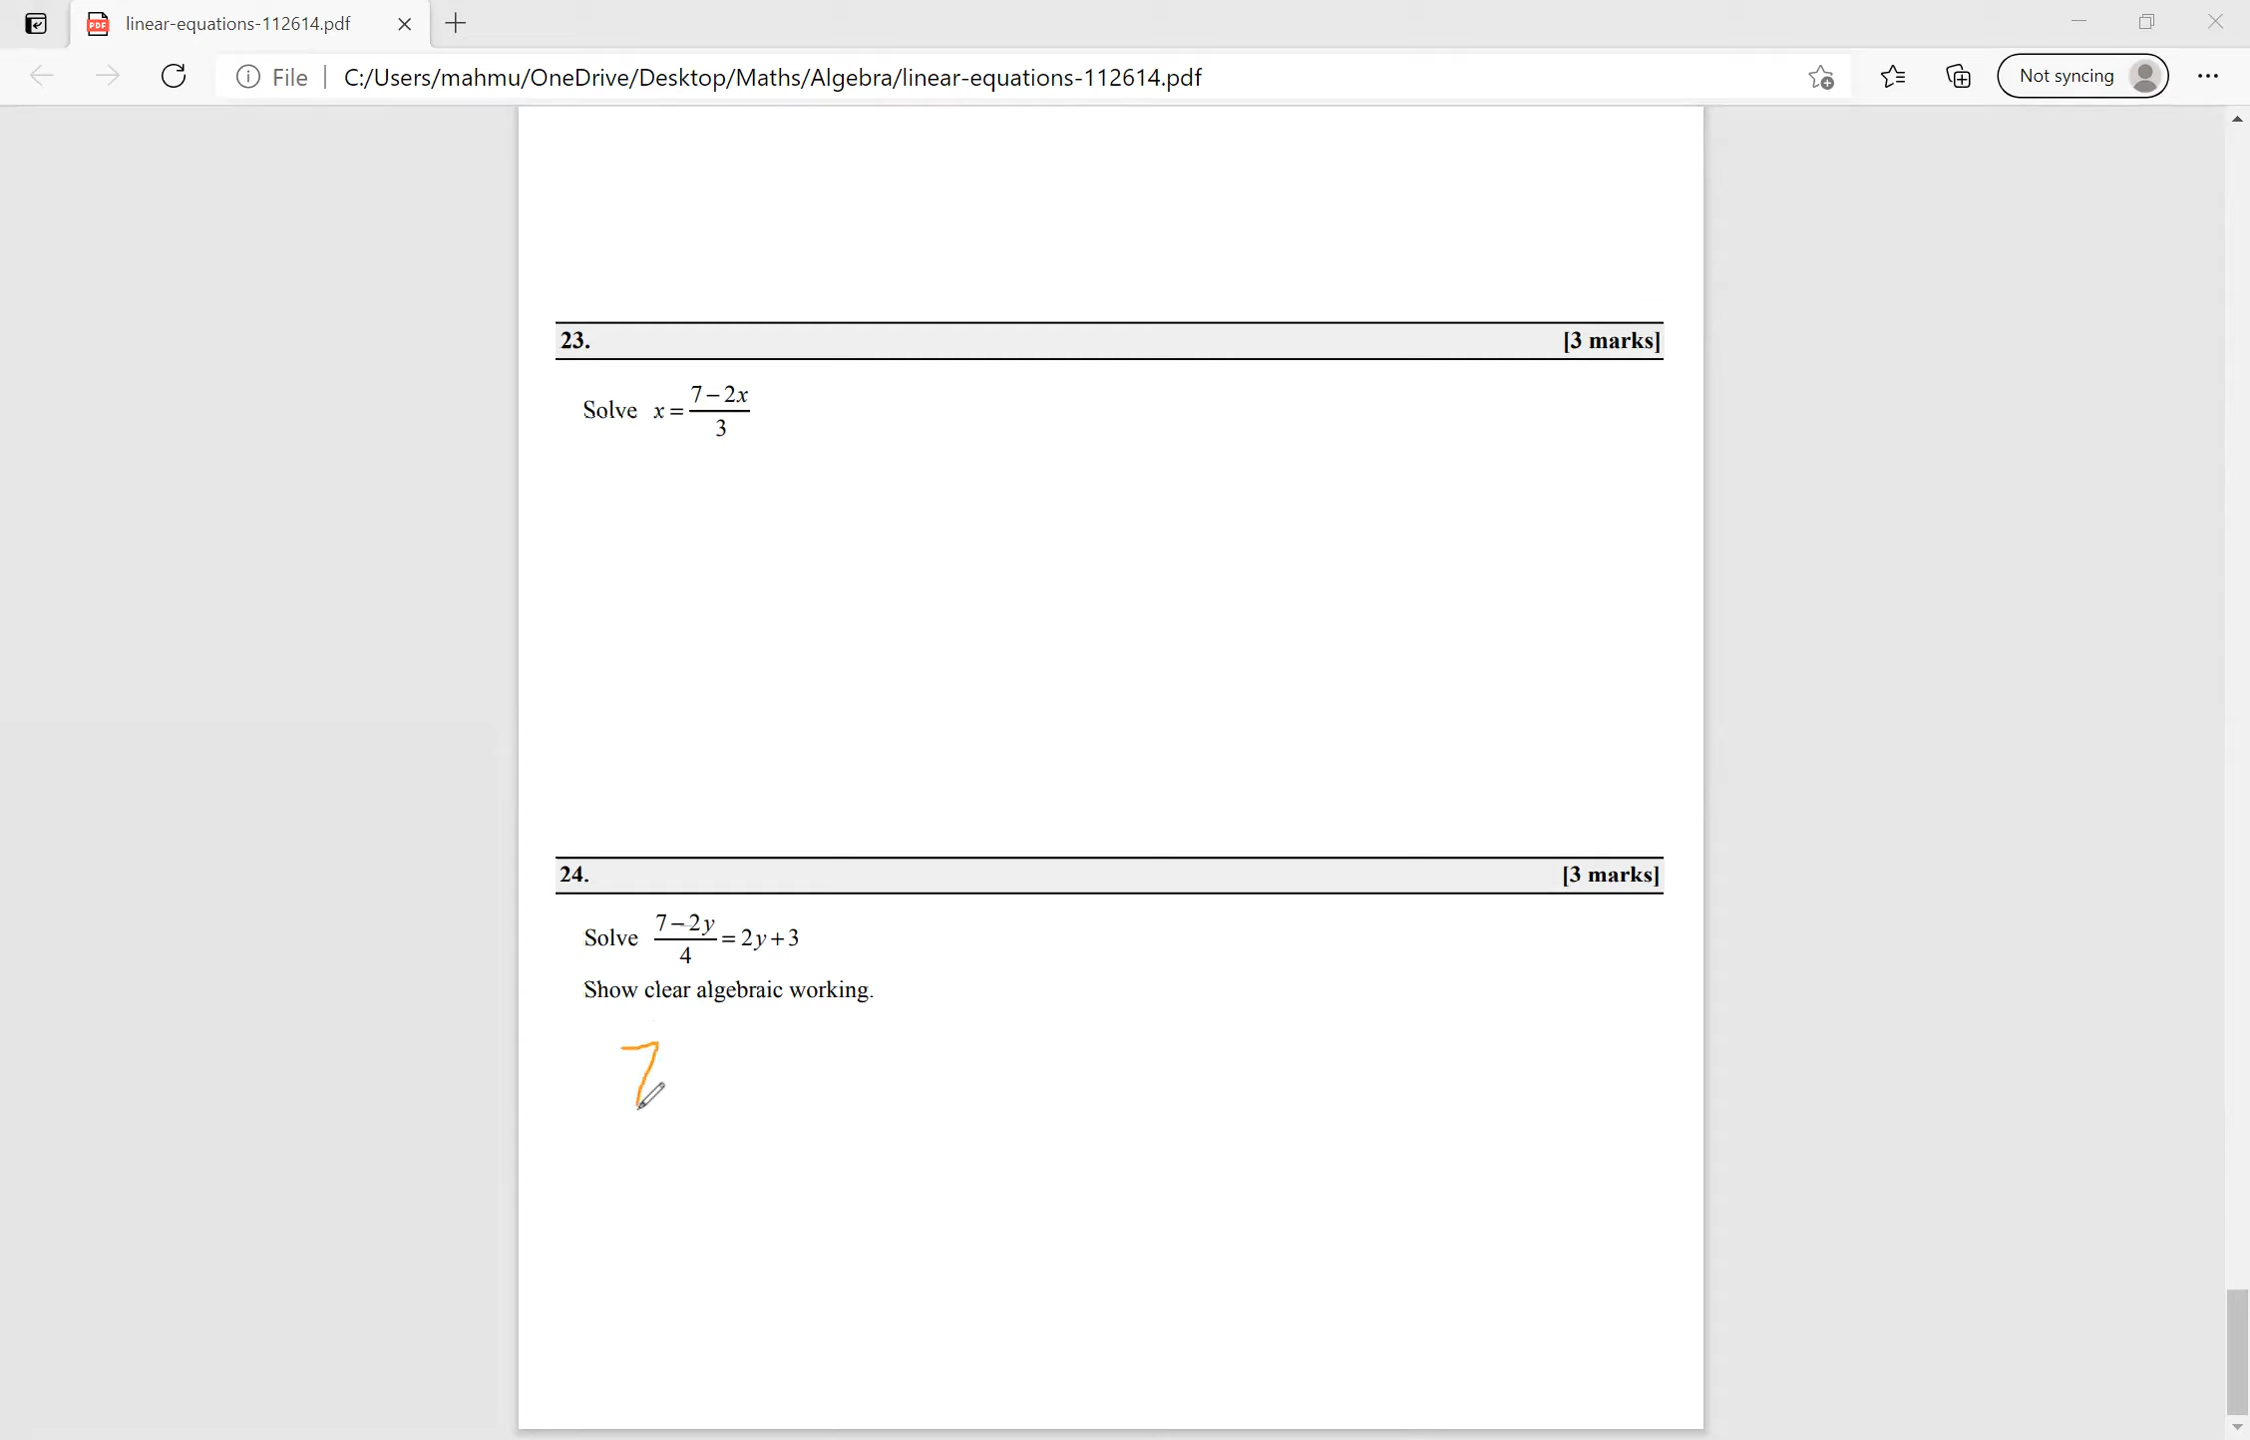 linear-equations-112614.pdf
File | C:/Users/mahmu/OneDrive/Desktop/Maths/Algebra/linear-equations-112614.pdf
Not syncing
23. [3 marks]
Solve x = (7 − 2x)/3
24. [3 marks]
Solve (7 − 2y)/4 = 2y + 3
Show clear algebraic working.
7